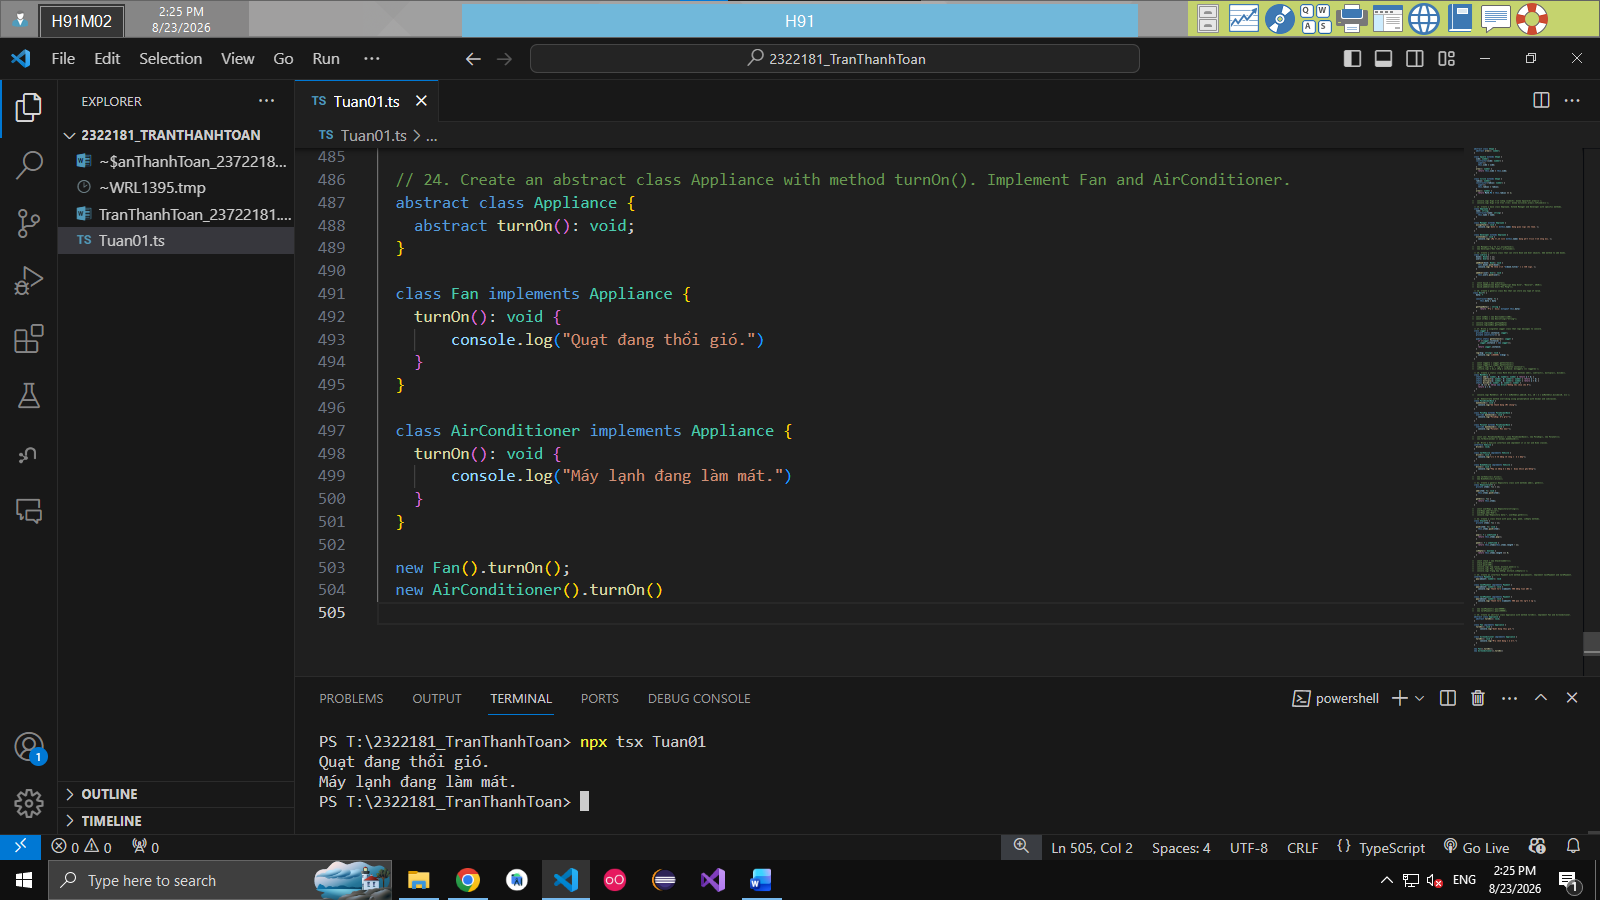 H91M02
2:25 PM
8/23/2026
H91
Q W
A S
File Edit Selection View Go Run ···
2322181_TranThanhToan
EXPLORER
TS Tuan01.ts
2322181_TRANTHANHTOAN
TS Tuan01.ts > ...
~$anThanhToan_2372218...
~WRL1395.tmp
TranThanhToan_23722181....
TS Tuan01.ts
485
486 // 24. Create an abstract class Appliance with method turnOn(). Implement Fan and AirConditioner.
487 abstract class Appliance {
488 abstract turnOn(): void;
489 }
490
491 class Fan implements Appliance {
492 turnOn(): void {
493 console.log("Quạt đang thổi gió.")
494 }
495 }
496
497 class AirConditioner implements Appliance {
498 turnOn(): void {
499 console.log("Máy lạnh đang làm mát.")
500 }
501 }
502
503 new Fan().turnOn();
504 new AirConditioner().turnOn()
505
PROBLEMS OUTPUT TERMINAL PORTS DEBUG CONSOLE
powershell
PS T:\2322181_TranThanhToan> npx tsx Tuan01
Quạt đang thổi gió.
Máy lạnh đang làm mát.
PS T:\2322181_TranThanhToan>
1
OUTLINE
TIMELINE
0 0 0
Ln 505, Col 2 Spaces: 4 UTF-8 CRLF {} TypeScript Go Live
Type here to search
ENG
2:25 PM
8/23/2026
1